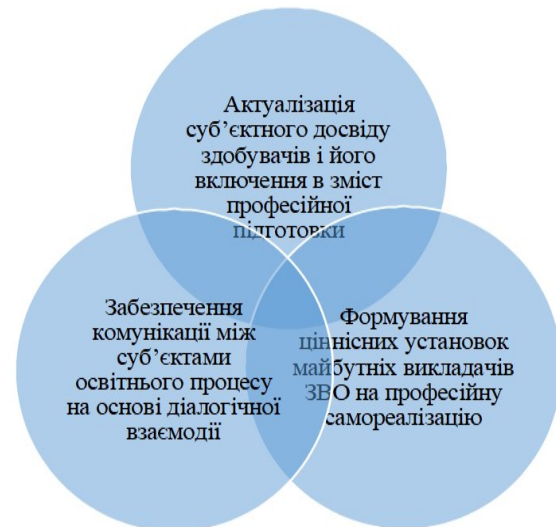 Актуалізація
суб’єктного досвіду
здобувачів і його
включення в зміст
професійної
підготовки
Забезпечення
комунікації між
суб’єктами
освітнього процесу
на основі діалогічної
взаємодії
Формування
ціннісних установок
майбутніх викладачів
ЗВО на професійну
самореалізацію